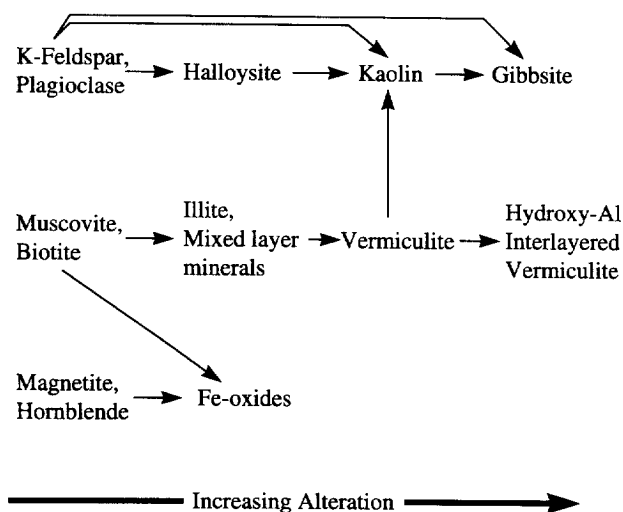 K-Feldspar,
Plagioclase
Halloysite
Kaolin
Gibbsite
Muscovite,
Biotite
Illite,
Mixed layer
minerals
Vermiculite
Hydroxy-Al
Interlayered
Vermiculite
Magnetite,
Hornblende
Fe-oxides
Increasing Alteration